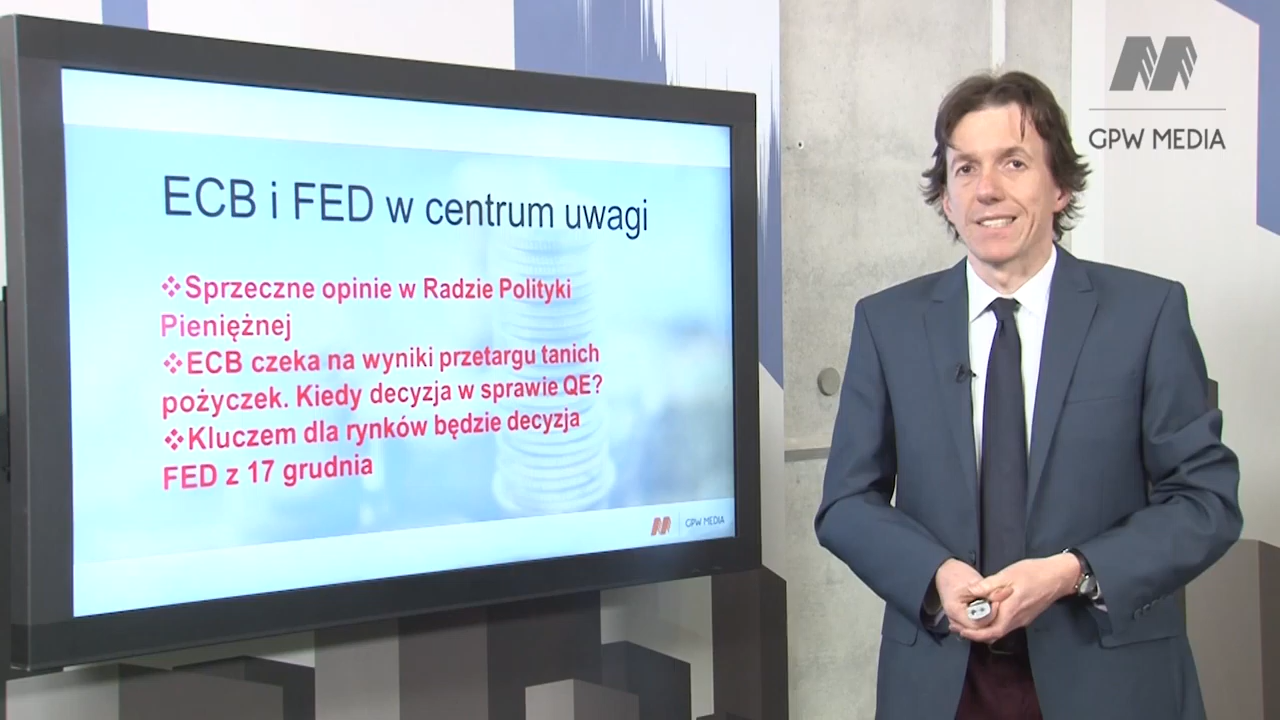 ECB i FED w centrum uwagi
❖Sprzeczne opinie w Radzie Polityki
Pieniężnej
❖ECB czeka na wyniki przetargu tanich
pożyczek. Kiedy decyzja w sprawie QE?
❖Kluczem dla rynków będzie decyzja
FED z 17 grudnia
GPW MEDIA
GPW MEDIA